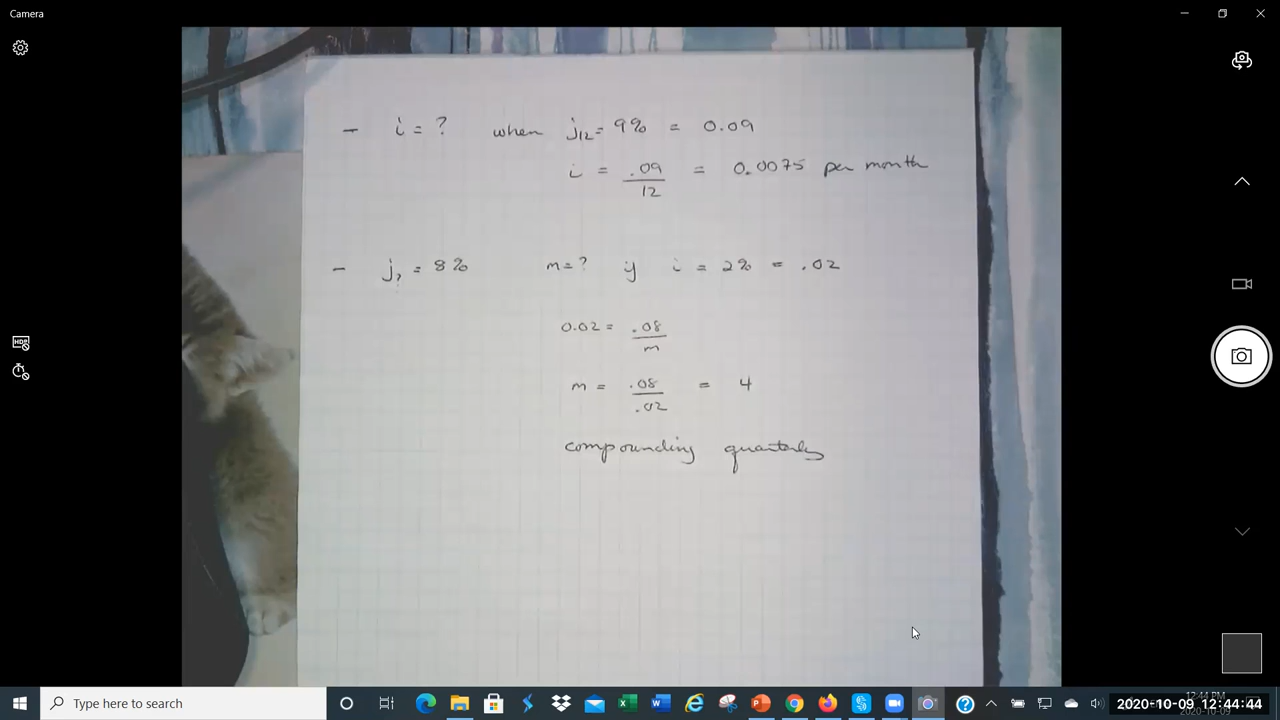 Camera
- i = ? when j12 = 9% = 0.09
i = .09/12 = 0.0075 per month
- j? = 8% m = ? if i = 2% = .02
0.02 = .08/m
m = .08/.02 = 4
compounding quarterly
Type here to search
2020-10-09 12:44:44